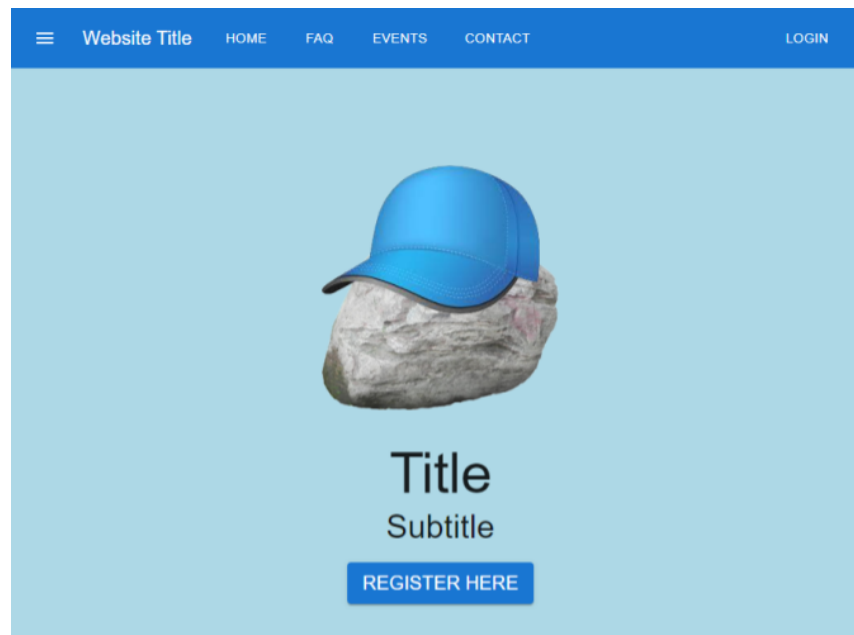 Website Title HOME FAQ EVENTS CONTACT LOGIN
Title
Subtitle
REGISTER HERE